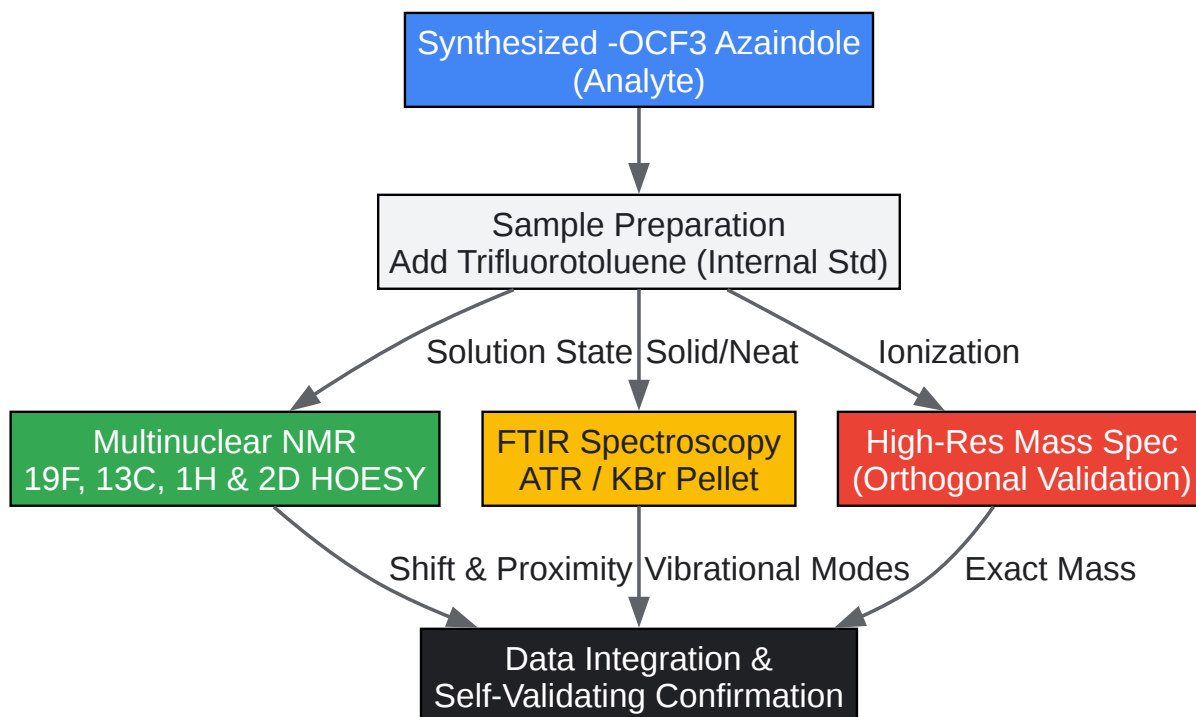 Synthesized -OCF3 Azaindole
(Analyte)
Sample Preparation
Add Trifluorotoluene (Internal Std)
Solution State
Solid/Neat
Ionization
Multinuclear NMR
19F, 13C, 1H & 2D HOESY
FTIR Spectroscopy
ATR / KBr Pellet
High-Res Mass Spec
(Orthogonal Validation)
Shift & Proximity
Vibrational Modes
Exact Mass
Data Integration &
Self-Validating Confirmation